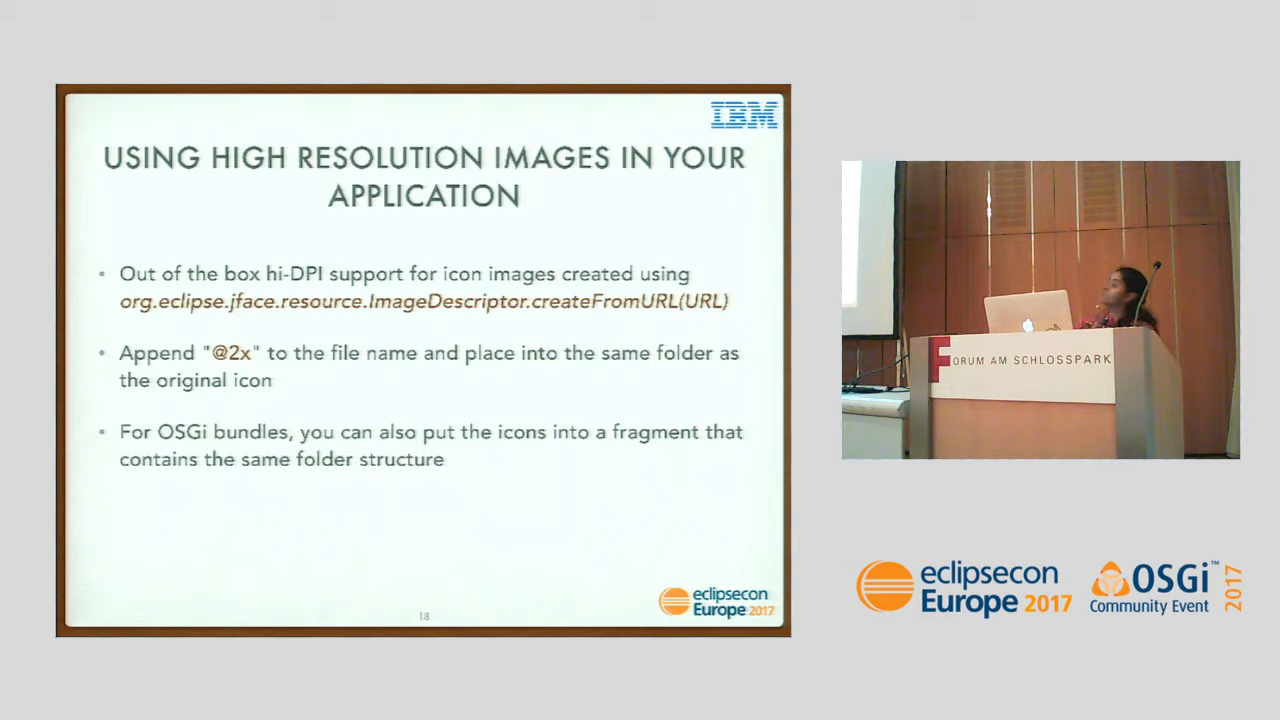 IBM
USING HIGH RESOLUTION IMAGES IN YOUR
APPLICATION
• Out of the box hi-DPI support for icon images created using
org.eclipse.jface.resource.ImageDescriptor.createFromURL(URL)
• Append "@2x" to the file name and place into the same folder as
the original icon
• For OSGi bundles, you can also put the icons into a fragment that
contains the same folder structure
18
eclipsecon
Europe 2017
FORUM AM SCHLOSSPARK
eclipsecon
Europe 2017
OSGi™
Community Event
2017